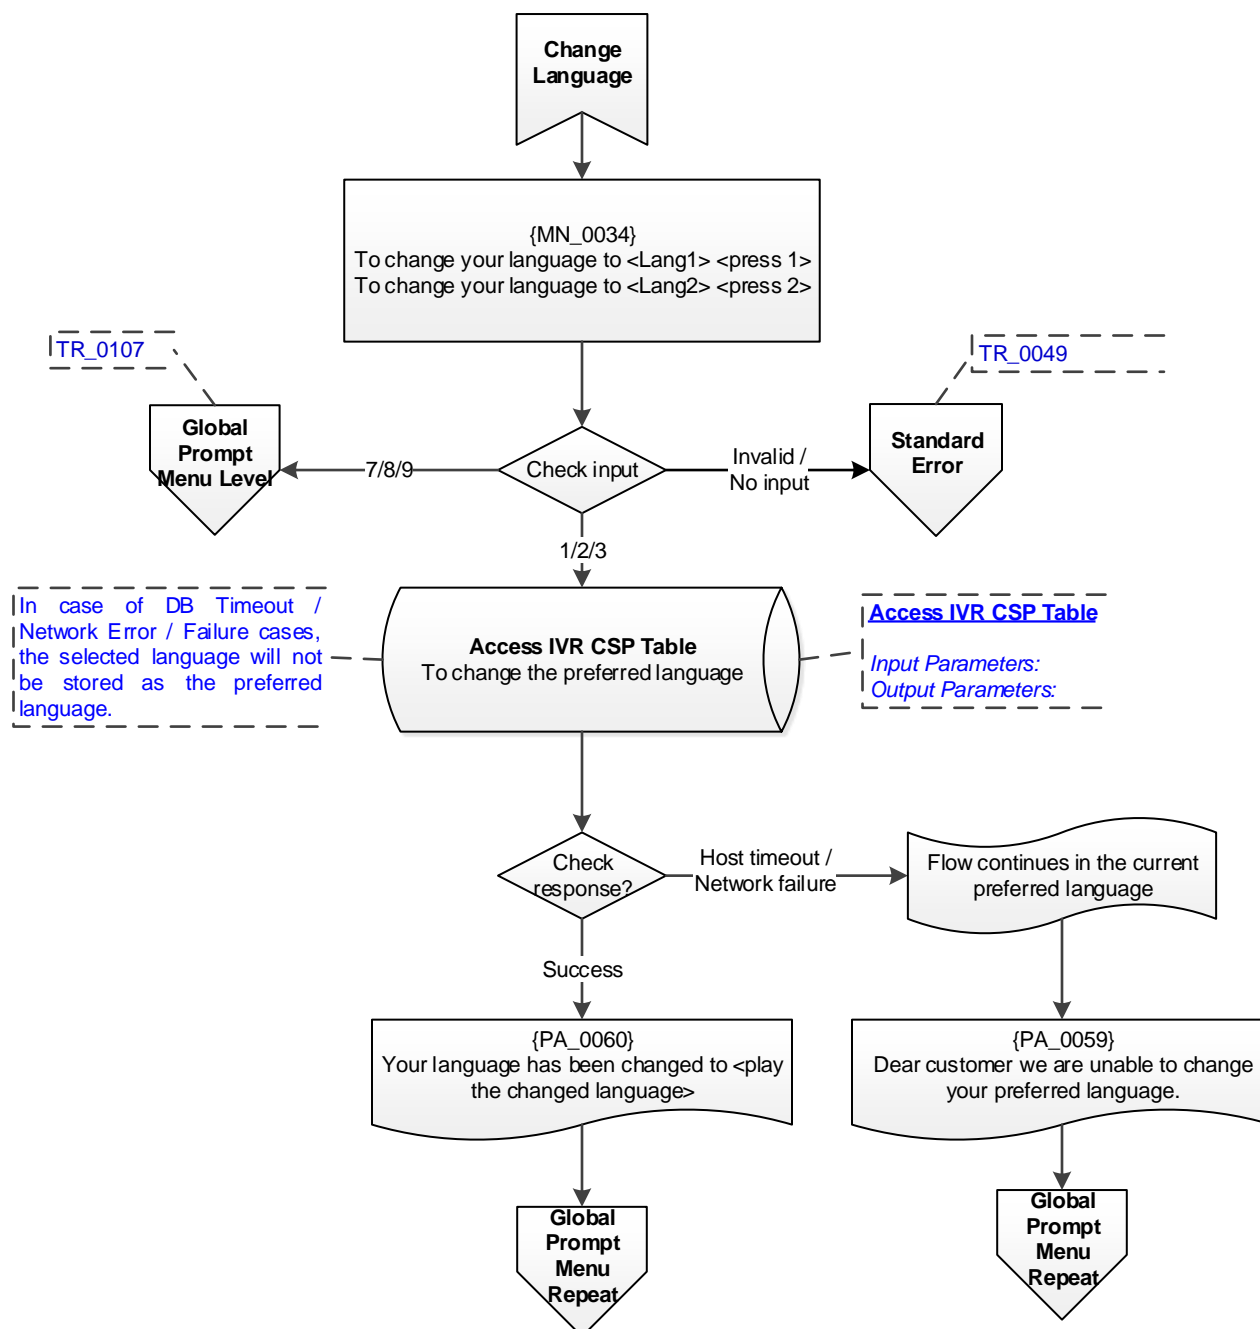 Change
Language
{MN_0034}
To change your language to <Lang1> <press 1>
To change your language to <Lang2> <press 2>
TR_0107
TR_0049
Global
Prompt
Menu Level
7/8/9
Check input
Invalid /
No input
Standard
Error
1/2/3
In case of DB Timeout /
Network Error / Failure cases,
the selected language will not
be stored as the preferred
language.
Access IVR CSP Table
To change the preferred language
Access IVR CSP Table
Input Parameters:
Output Parameters:
Check
response?
Host timeout /
Network failure
Flow continues in the current
preferred language
Success
{PA_0060}
Your language has been changed to <play
the changed language>
{PA_0059}
Dear customer we are unable to change
your preferred language.
Global
Prompt
Menu
Repeat
Global
Prompt
Menu
Repeat